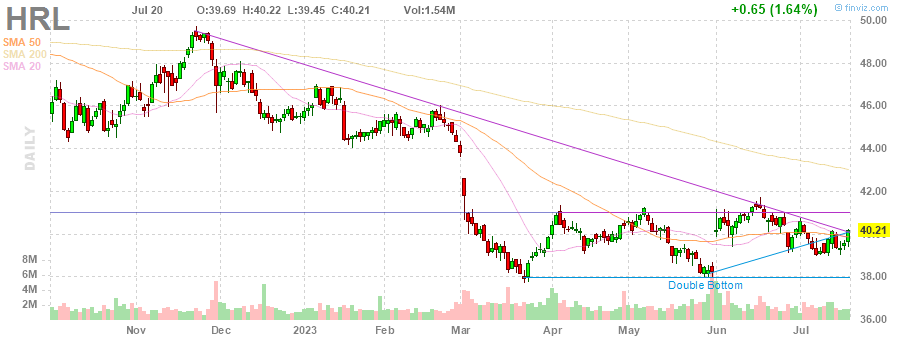 HRL
Jul 20 O:39.69 H:40.22 L:39.45 C:40.21 Vol:1.54M +0.65 (1.64%) finviz.com
SMA 50
SMA 200
SMA 20
DAILY
50.00
48.00
46.00
44.00
42.00
40.21
38.00
36.00
8M
6M
4M
2M
Double Bottom
Nov Dec 2023 Feb Mar Apr May Jun Jul